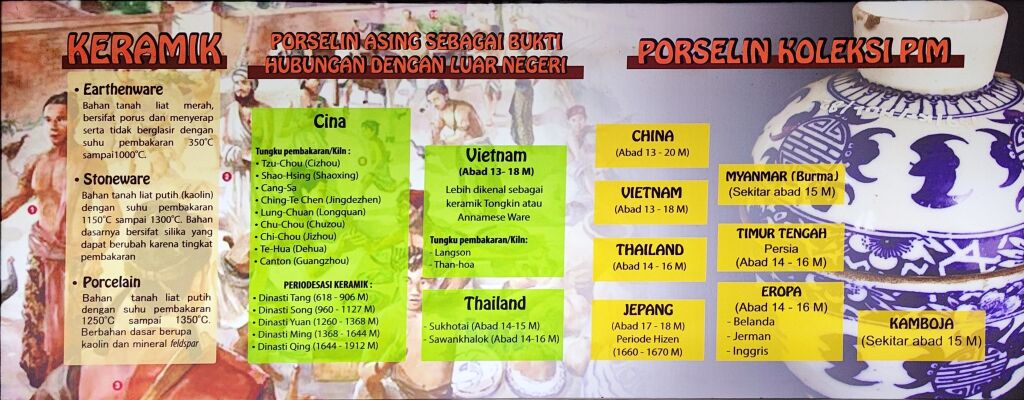 KERAMIK
• Earthenware
Bahan tanah liat merah,
bersifat porus dan menyerap
serta tidak berglasir dengan
suhu pembakaran 350°C
sampai1000°C.
• Stoneware
Bahan tanah liat putih (kaolin)
dengan suhu pembakaran
1150°C sampai 1300°C. Bahan
dasarnya bersifat silika yang
dapat berubah karena tingkat
pembakaran
• Porcelain
Bahan tanah liat putih
dengan suhu pembakaran
1250°C sampai 1350°C.
Berbahan dasar berupa
kaolin dan mineral feldspar
PORSELIN ASING SEBAGAI BUKTI
HUBUNGAN DENGAN LUAR NEGERI
Cina
Tungku pembakaran/Kiln :
• Tzu-Chou (Cizhou)
• Shao-Hsing (Shaoxing)
• Cang-Sa
• Ching-Te Chen (Jingdezhen)
• Lung-Chuan (Longquan)
• Chu-Chou (Chuzou)
• Chi-Chou (Jizhou)
• Te-Hua (Dehua)
• Canton (Guangzhou)
PERIODESASI KERAMIK :
• Dinasti Tang (618 - 906 M)
• Dinasti Song (960 - 1127 M)
• Dinasti Yuan (1260 - 1368 M)
• Dinasti Ming (1368 - 1644 M)
• Dinasti Qing (1644 - 1912 M)
Vietnam
(Abad 13- 18 M)
Lebih dikenal sebagai
keramik Tongkin atau
Annamese Ware
Tungku pembakaran/Kiln:
- Langson
- Than-hoa
Thailand
- Sukhotai (Abad 14-15 M)
- Sawankhalok (Abad 14-16 M)
PORSELIN KOLEKSI PIM
CHINA
(Abad 13 - 20 M)
VIETNAM
(Abad 13 - 18 M)
THAILAND
(Abad 14 - 16 M)
JEPANG
(Abad 17 - 18 M)
Periode Hizen
(1660 - 1670 M)
MYANMAR (Burma)
(Sekitar abad 15 M)
TIMUR TENGAH
Persia
(Abad 14 - 16 M)
EROPA
(Abad 14 - 16 M)
- Belanda
- Jerman
- Inggris
KAMBOJA
(Sekitar abad 15 M)